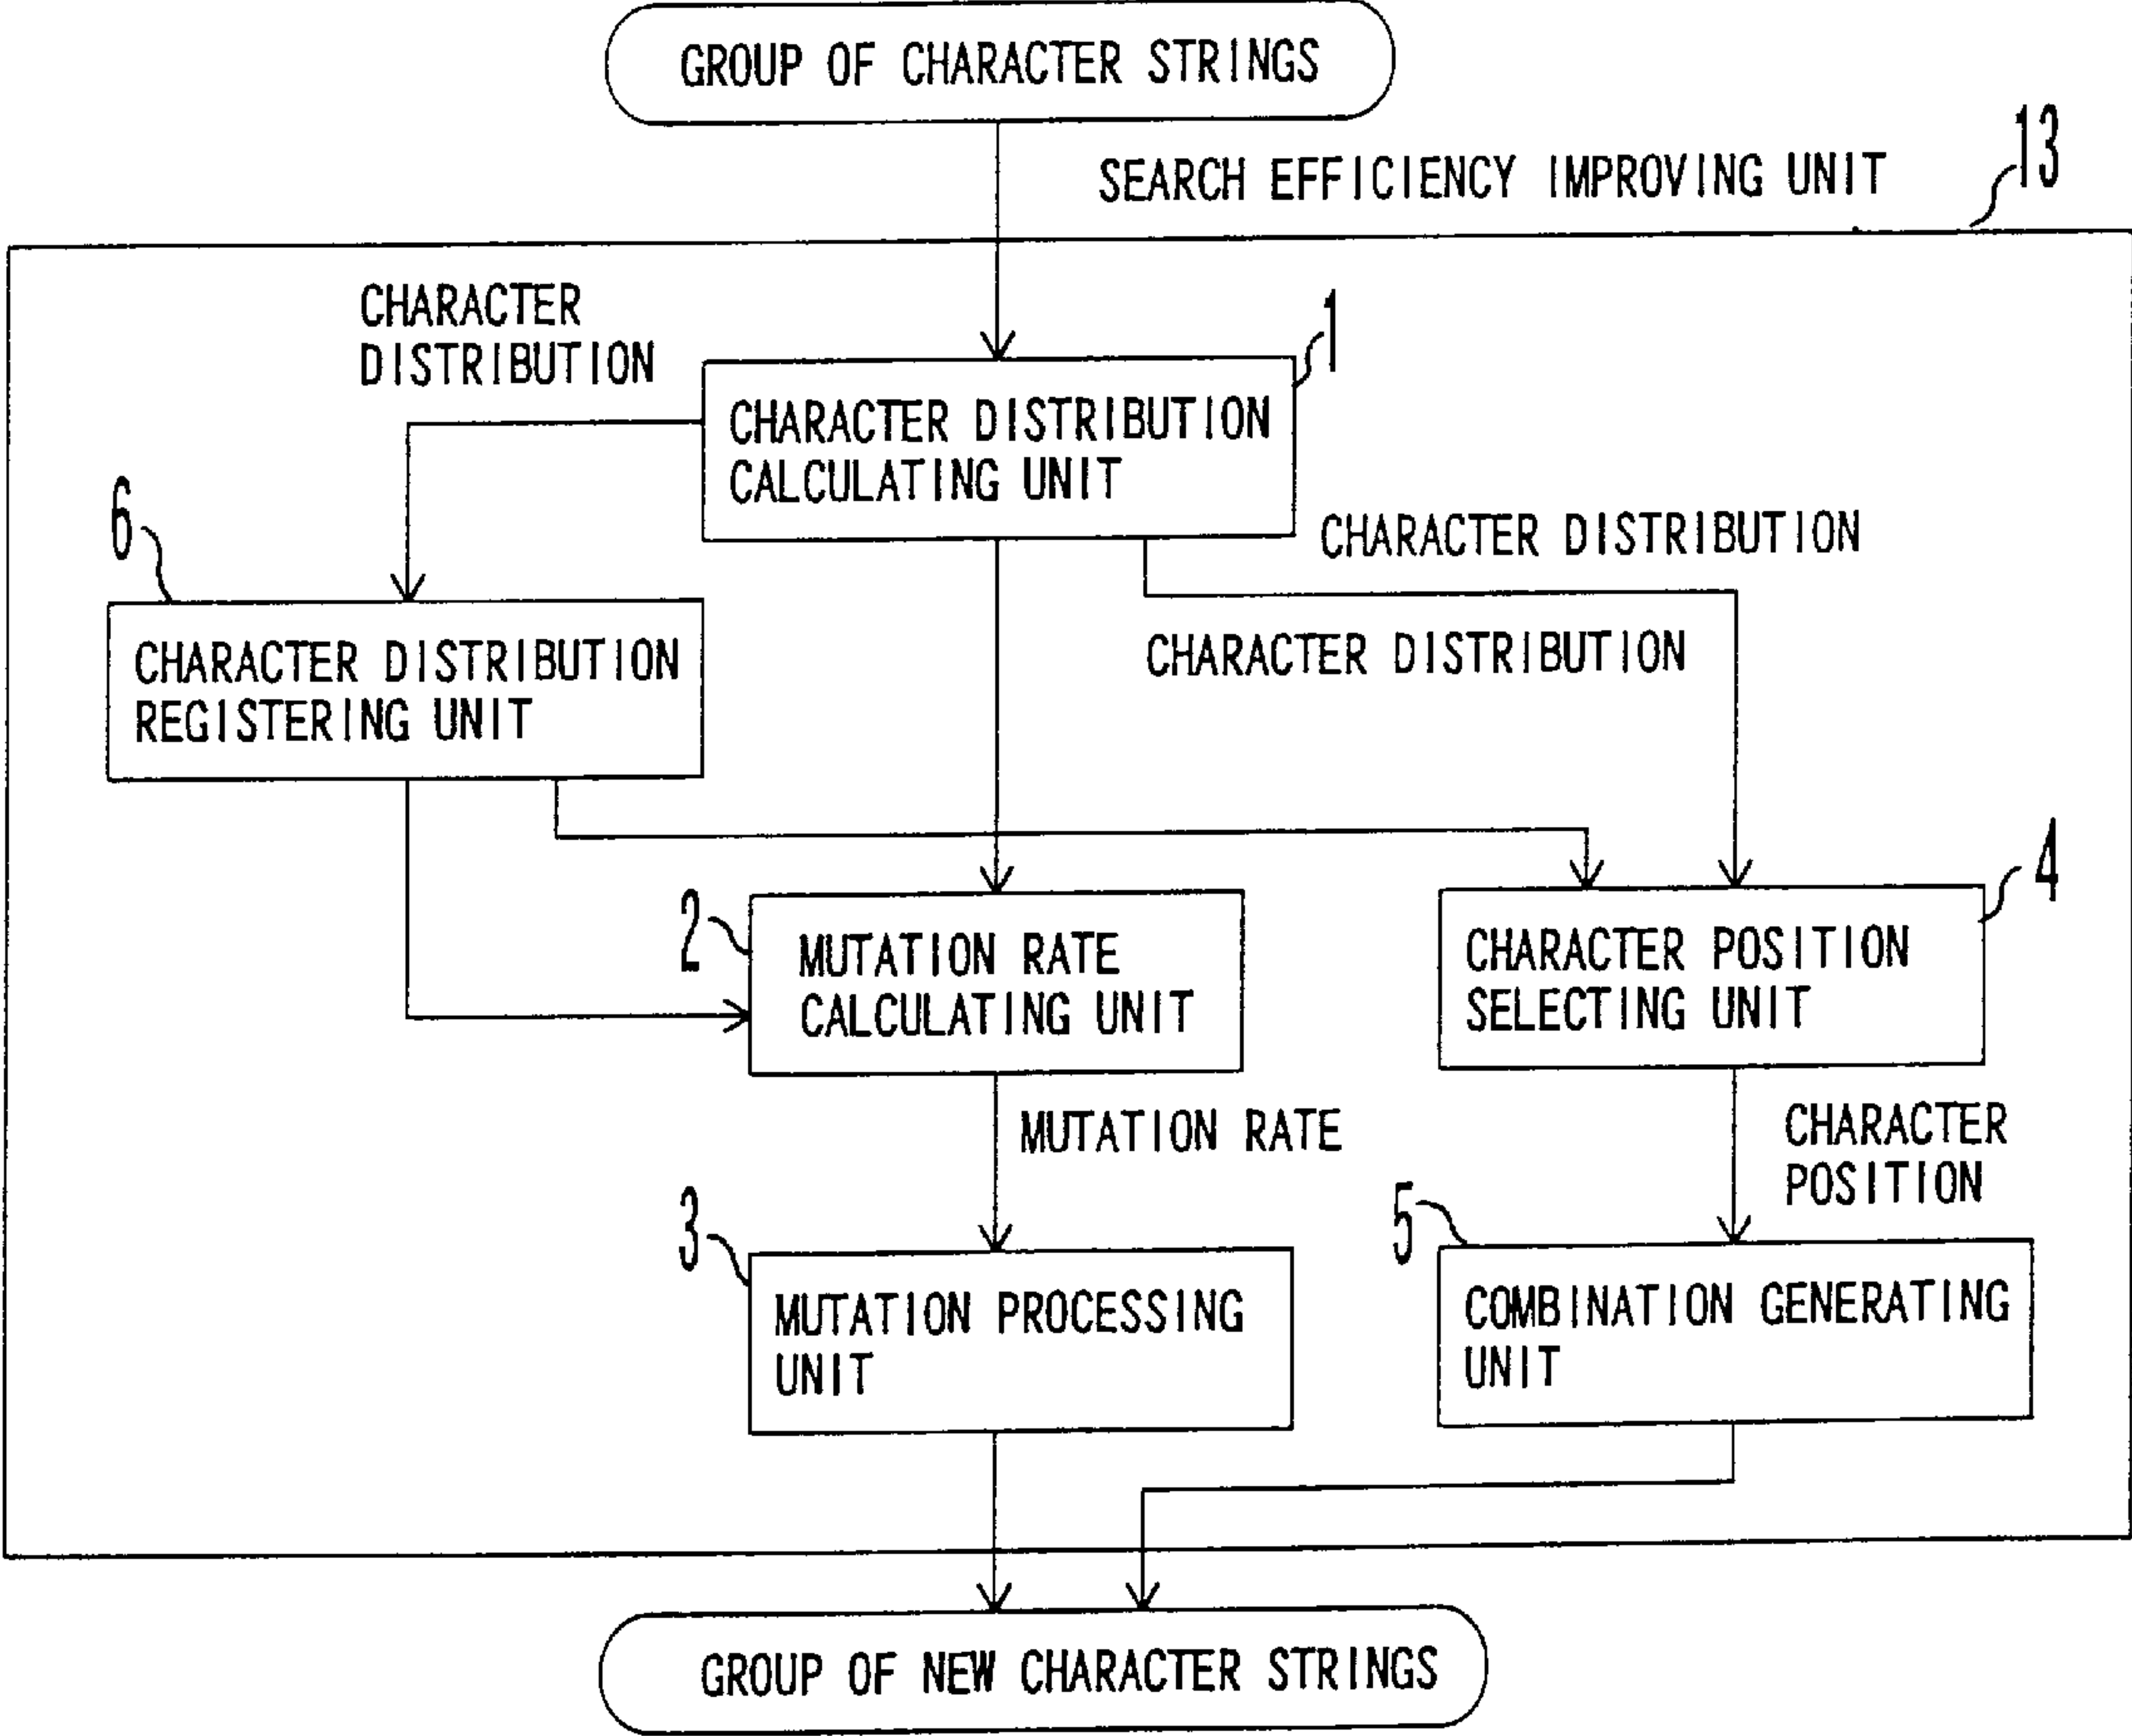 GROUP OF CHARACTER STRINGS
SEARCH EFFICIENCY IMPROVING UNIT
13
CHARACTER
DISTRIBUTION
1
CHARACTER DISTRIBUTION
CALCULATING UNIT
6
CHARACTER DISTRIBUTION
CHARACTER DISTRIBUTION
REGISTERING UNIT
CHARACTER DISTRIBUTION
2
MUTATION RATE
CALCULATING UNIT
4
CHARACTER POSITION
SELECTING UNIT
MUTATION RATE
CHARACTER
POSITION
3
MUTATION PROCESSING
UNIT
5
COMBINATION GENERATING
UNIT
GROUP OF NEW CHARACTER STRINGS